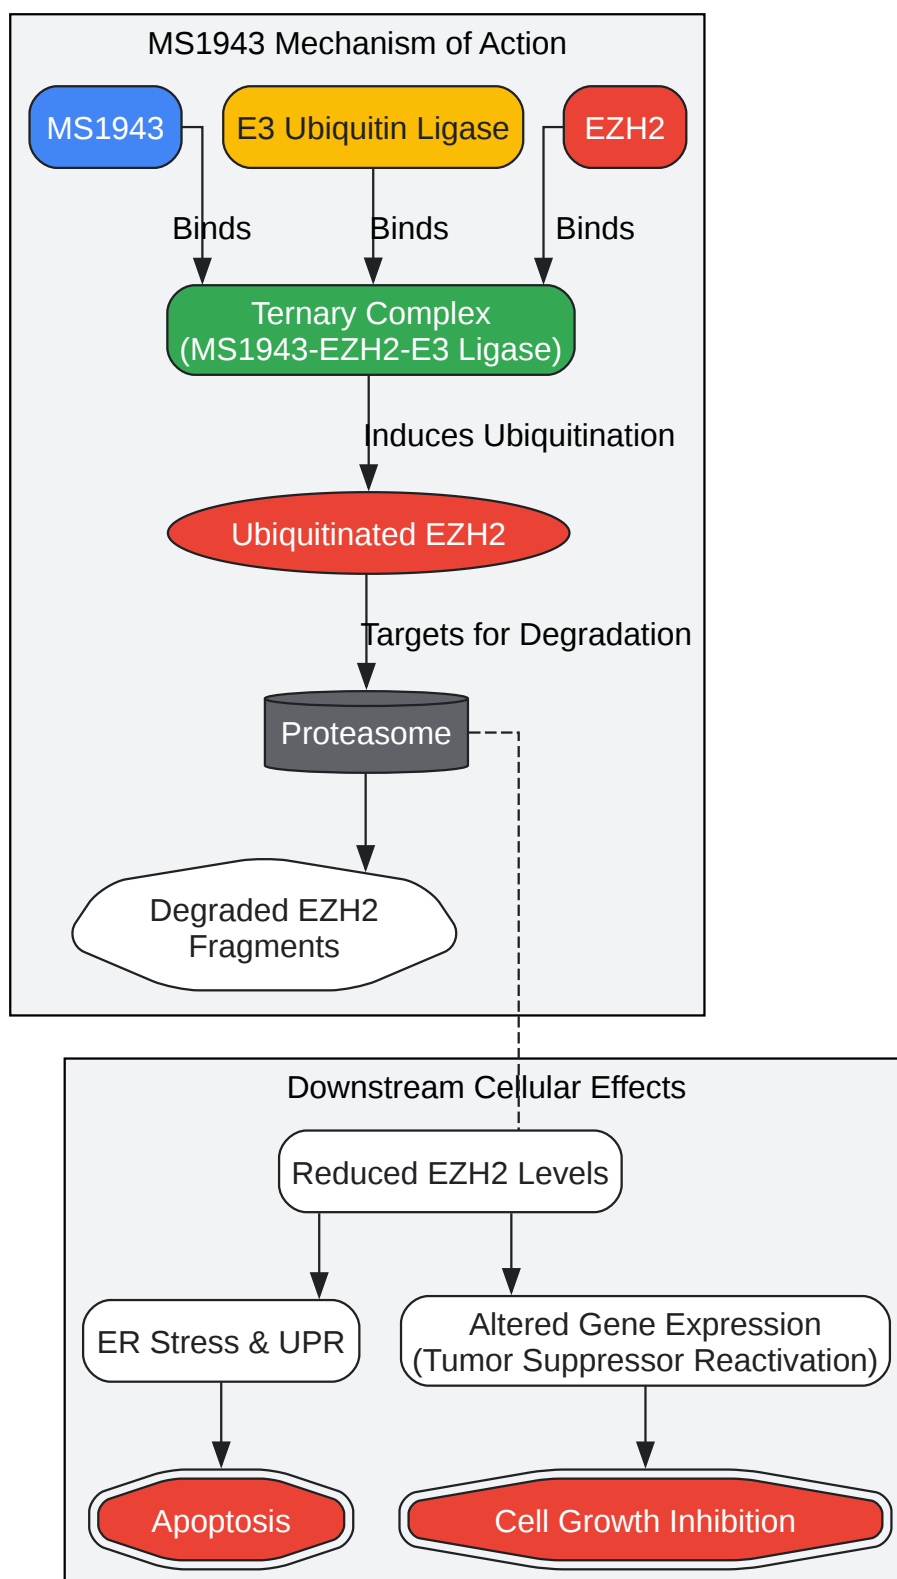 MS1943 Mechanism of Action
MS1943
E3 Ubiquitin Ligase
EZH2
Binds
Binds
Binds
Ternary Complex
(MS1943-EZH2-E3 Ligase)
Induces Ubiquitination
Ubiquitinated EZH2
Targets for Degradation
Proteasome
Degraded EZH2
Fragments
Downstream Cellular Effects
Reduced EZH2 Levels
ER Stress & UPR
Altered Gene Expression
(Tumor Suppressor Reactivation)
Apoptosis
Cell Growth Inhibition